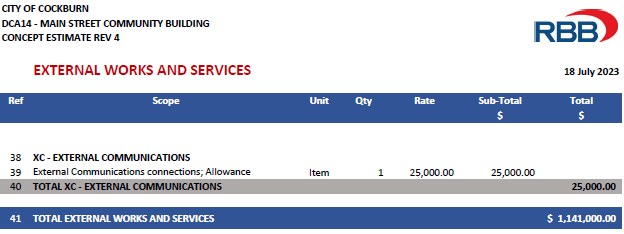 CITY OF COCKBURN
DCA14 - MAIN STREET COMMUNITY BUILDING
CONCEPT ESTIMATE REV 4
RBB
EXTERNAL WORKS AND SERVICES
18 July 2023
Ref Scope Unit Qty Rate Sub-Total Total
$ $
38 XC - EXTERNAL COMMUNICATIONS
39 External Communications connections; Allowance Item 1 25,000.00 25,000.00
40 TOTAL XC - EXTERNAL COMMUNICATIONS 25,000.00
41 TOTAL EXTERNAL WORKS AND SERVICES $ 1,141,000.00